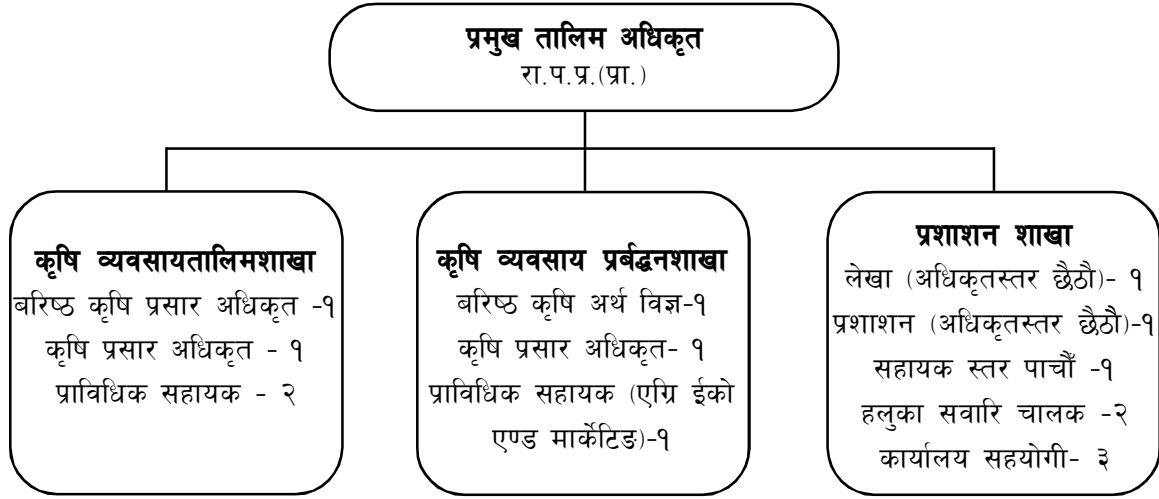 प्रमुख तालिम अधिकृत
रा.प.प्र.(प्रा.)
कृषि व्यवसायतालिमशाखा
बरिष्ठ कृषि प्रसार अधिकृत -१
कृषि प्रसार अधिकृत - १
प्राविधिक सहायक - २
कृषि व्यवसाय प्रर्बद्धनशाखा
बरिष्ठ कृषि अर्थ विज्ञ-१
कृषि प्रसार अधिकृत- १
प्राविधिक सहायक (एग्रि ईको
एण्ड मार्केटिङ)-१
प्रशाशन शाखा
लेखा (अधिकृतस्तर छैठौ)- १
प्रशाशन (अधिकृतस्तर छैठौ)-१
सहायक स्तर पाचौँ -१
हलुका सवारि चालक -२
कार्यालय सहयोगी- ३